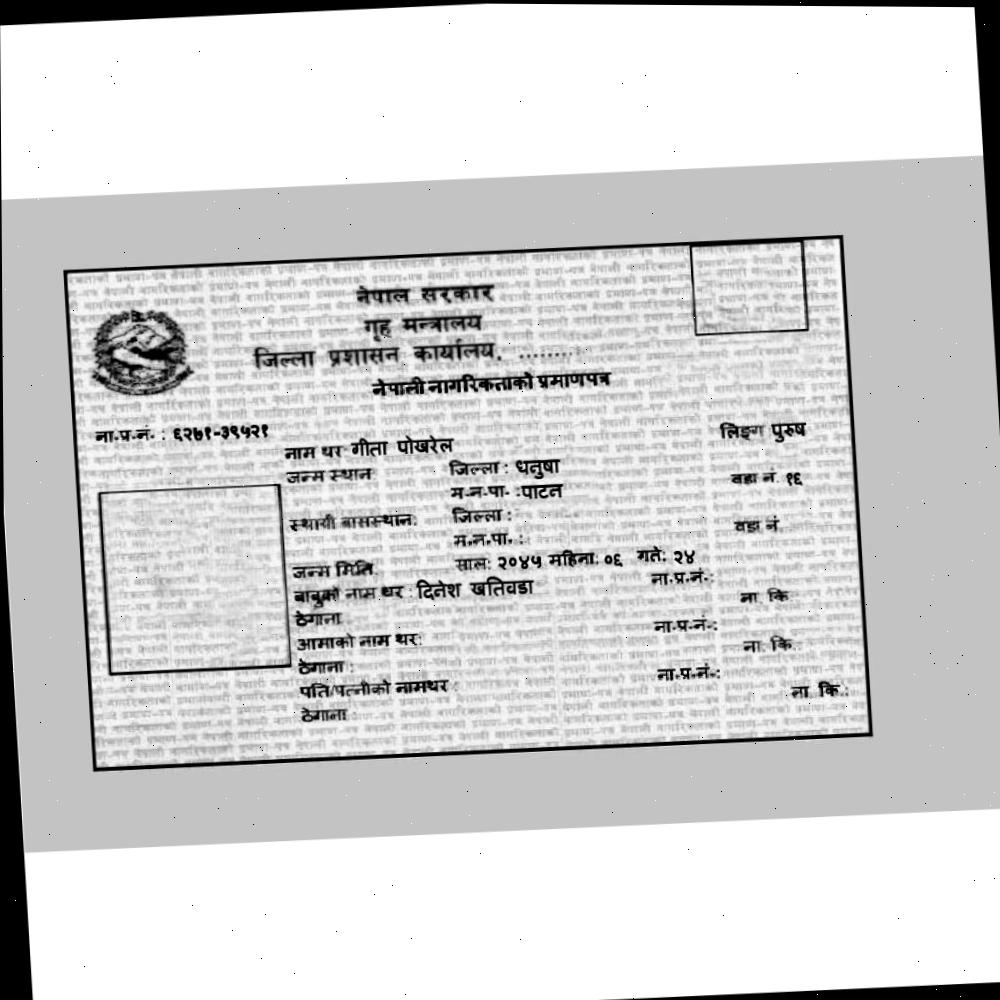 नेपाल सरकार
गृह मन्त्रालय
जिल्ला प्रशासन कार्यालय, ........
नेपाली नागरिकताको प्रमाणपत्र
ना.प्र.नं. : ६२७१-३९५२१
लिङ्ग पुरुष
नाम थर गीता पोखरेल
जन्म स्थान जिल्ला : धनुषा
म.न.पा. :पाटन वडा नं. १६
स्थायी बासस्थान: जिल्ला :
म.न.पा. : वडा नं.
जन्म मिति साल: २०४५ महिना: ०६ गते: २४
बाबुको नाम थर : दिनेश खतिवडा ना.प्र.नं.:
ठेगाना ना. कि.
आमाको नाम थर: ना.प्र.नं.:
ठेगाना : ना. कि.:
पति/पत्नीको नामथर : ना.प्र.नं.:
ठेगाना : ना कि.: